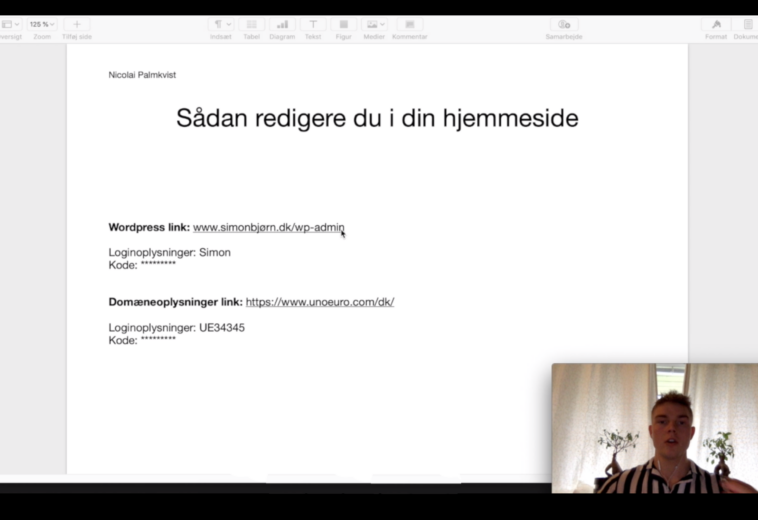 125 %
versigt
Zoom
Tilføj side
Indsæt
Tabel
Diagram
Tekst
Figur
Medier
Kommentar
Samarbejde
Format
Dokume
Nicolai Palmkvist
Sådan redigere du i din hjemmeside
Wordpress link: www.simonbjørn.dk/wp-admin
Loginoplysninger: Simon
Kode: *********
Domæneoplysninger link: https://www.unoeuro.com/dk/
Loginoplysninger: UE34345
Kode: *********